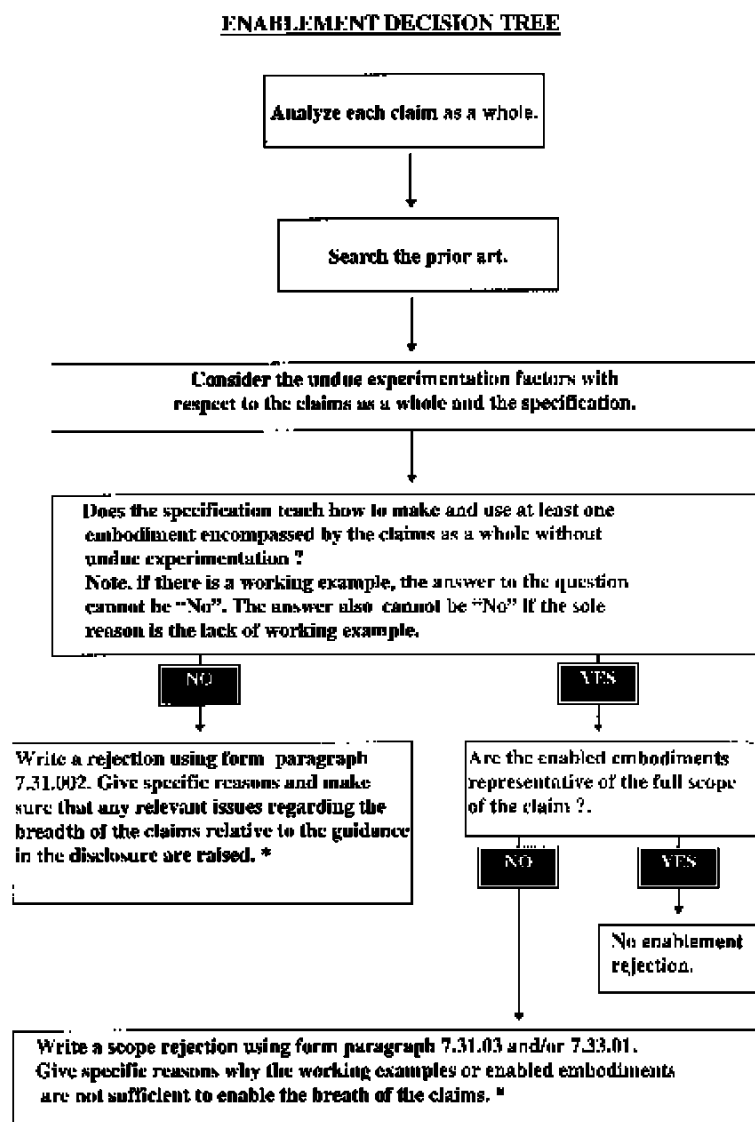 ENABLEMENT DECISION TREE
Analyze each claim as a whole.
Search the prior art.
Consider the undue experimentation factors with
respect to the claims as a whole and the specification.
Does the specification teach how to make and use at least one
embodiment encompassed by the claims as a whole without
undue experimentation ?
Note. if there is a working example, the answer to the question
cannot be “No”. The answer also cannot be “No” If the sole
reason is the lack of working example.
NO
YES
Write a rejection using form paragraph
7.31.002. Give specific reasons and make
sure that any relevant issues regarding the
breadth of the claims relative to the guidance
in the disclosure are raised. *
Are the enabled embodiments
representative of the full scope
of the claim ?.
NO
YES
No enablement
rejection.
Write a scope rejection using form paragraph 7.31.03 and/or 7.33.01.
Give specific reasons why the working examples or enabled embodiments
are not sufficient to enable the breath of the claims. *